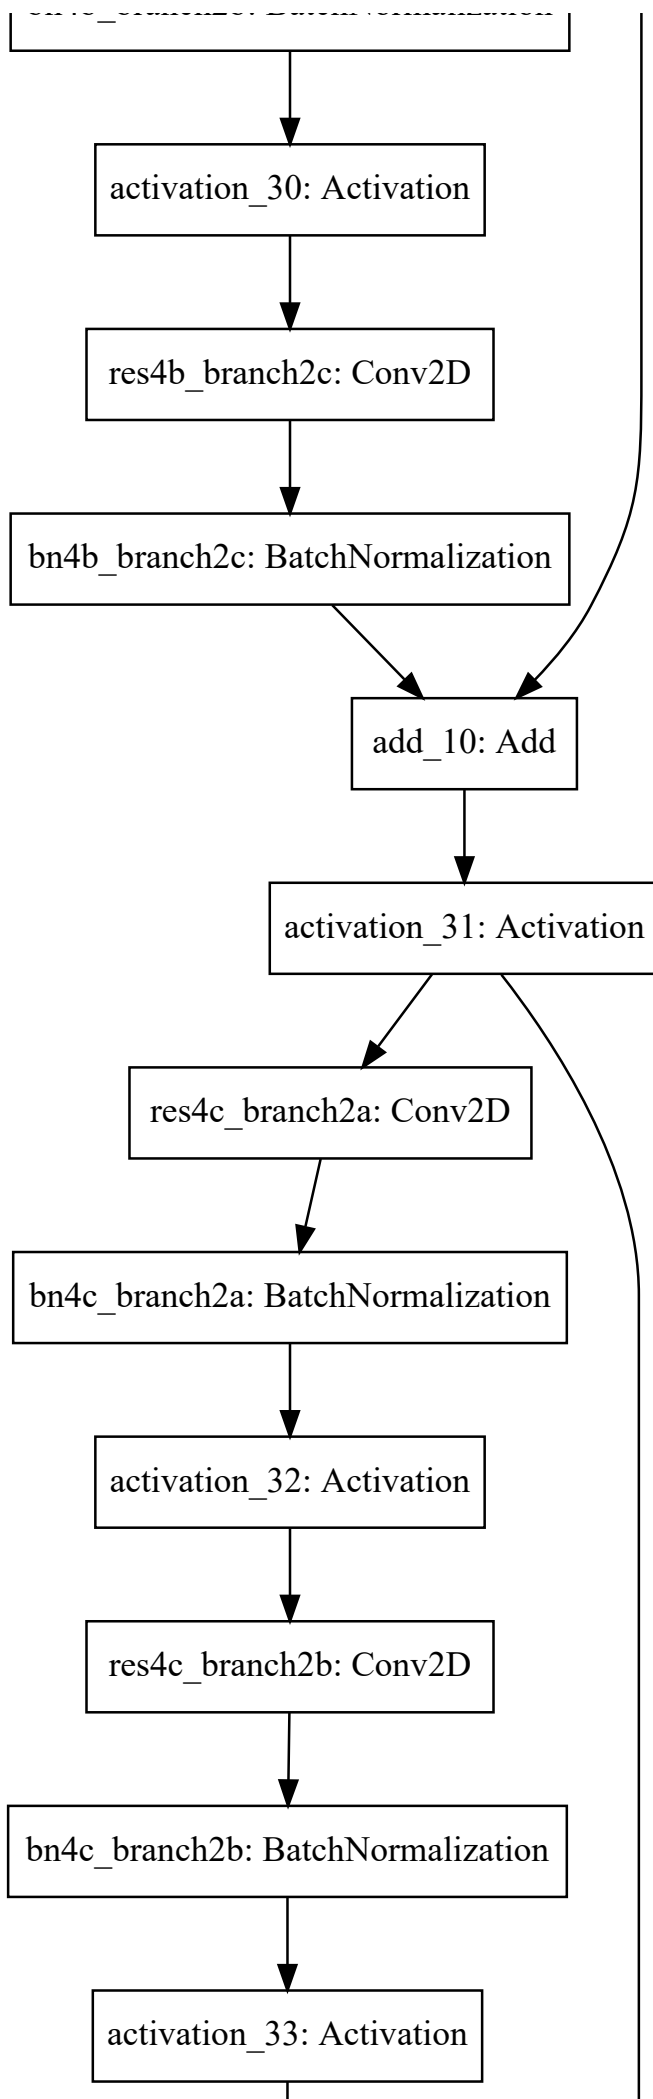 activation_30: Activation
res4b_branch2c: Conv2D
bn4b_branch2c: BatchNormalization
add_10: Add
activation_31: Activation
res4c_branch2a: Conv2D
bn4c_branch2a: BatchNormalization
activation_32: Activation
res4c_branch2b: Conv2D
bn4c_branch2b: BatchNormalization
activation_33: Activation